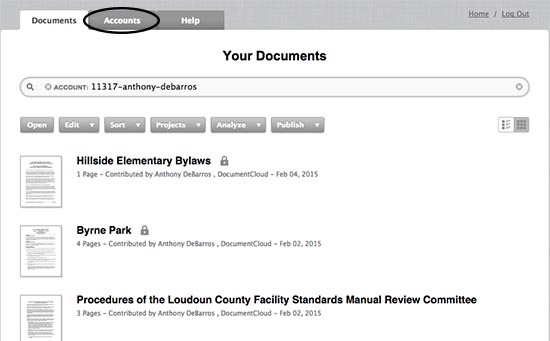 Documents Accounts Help Home / Log Out
Your Documents
ACCOUNT: 11317-anthony-debarros
Open Edit Sort Projects Analyze Publish
Hillside Elementary Bylaws
1 Page - Contributed by Anthony DeBarros , DocumentCloud - Feb 04, 2015
Byrne Park
4 Pages - Contributed by Anthony DeBarros , DocumentCloud - Feb 02, 2015
Procedures of the Loudoun County Facility Standards Manual Review Committee
3 Pages - Contributed by Anthony DeBarros , DocumentCloud - Feb 02, 2015